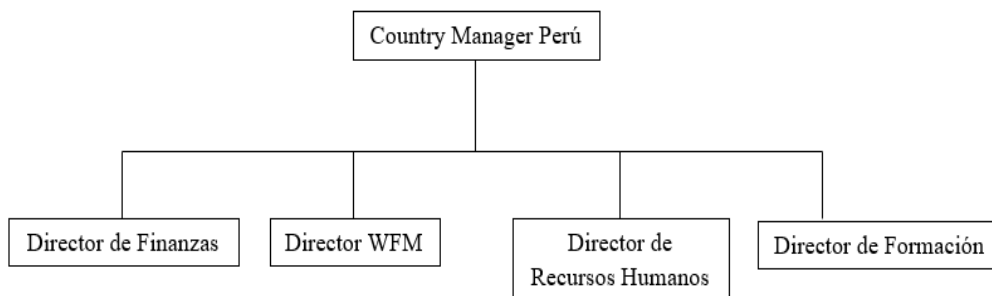 Country Manager Perú
Director de Finanzas
Director WFM
Director de
Recursos Humanos
Director de Formación